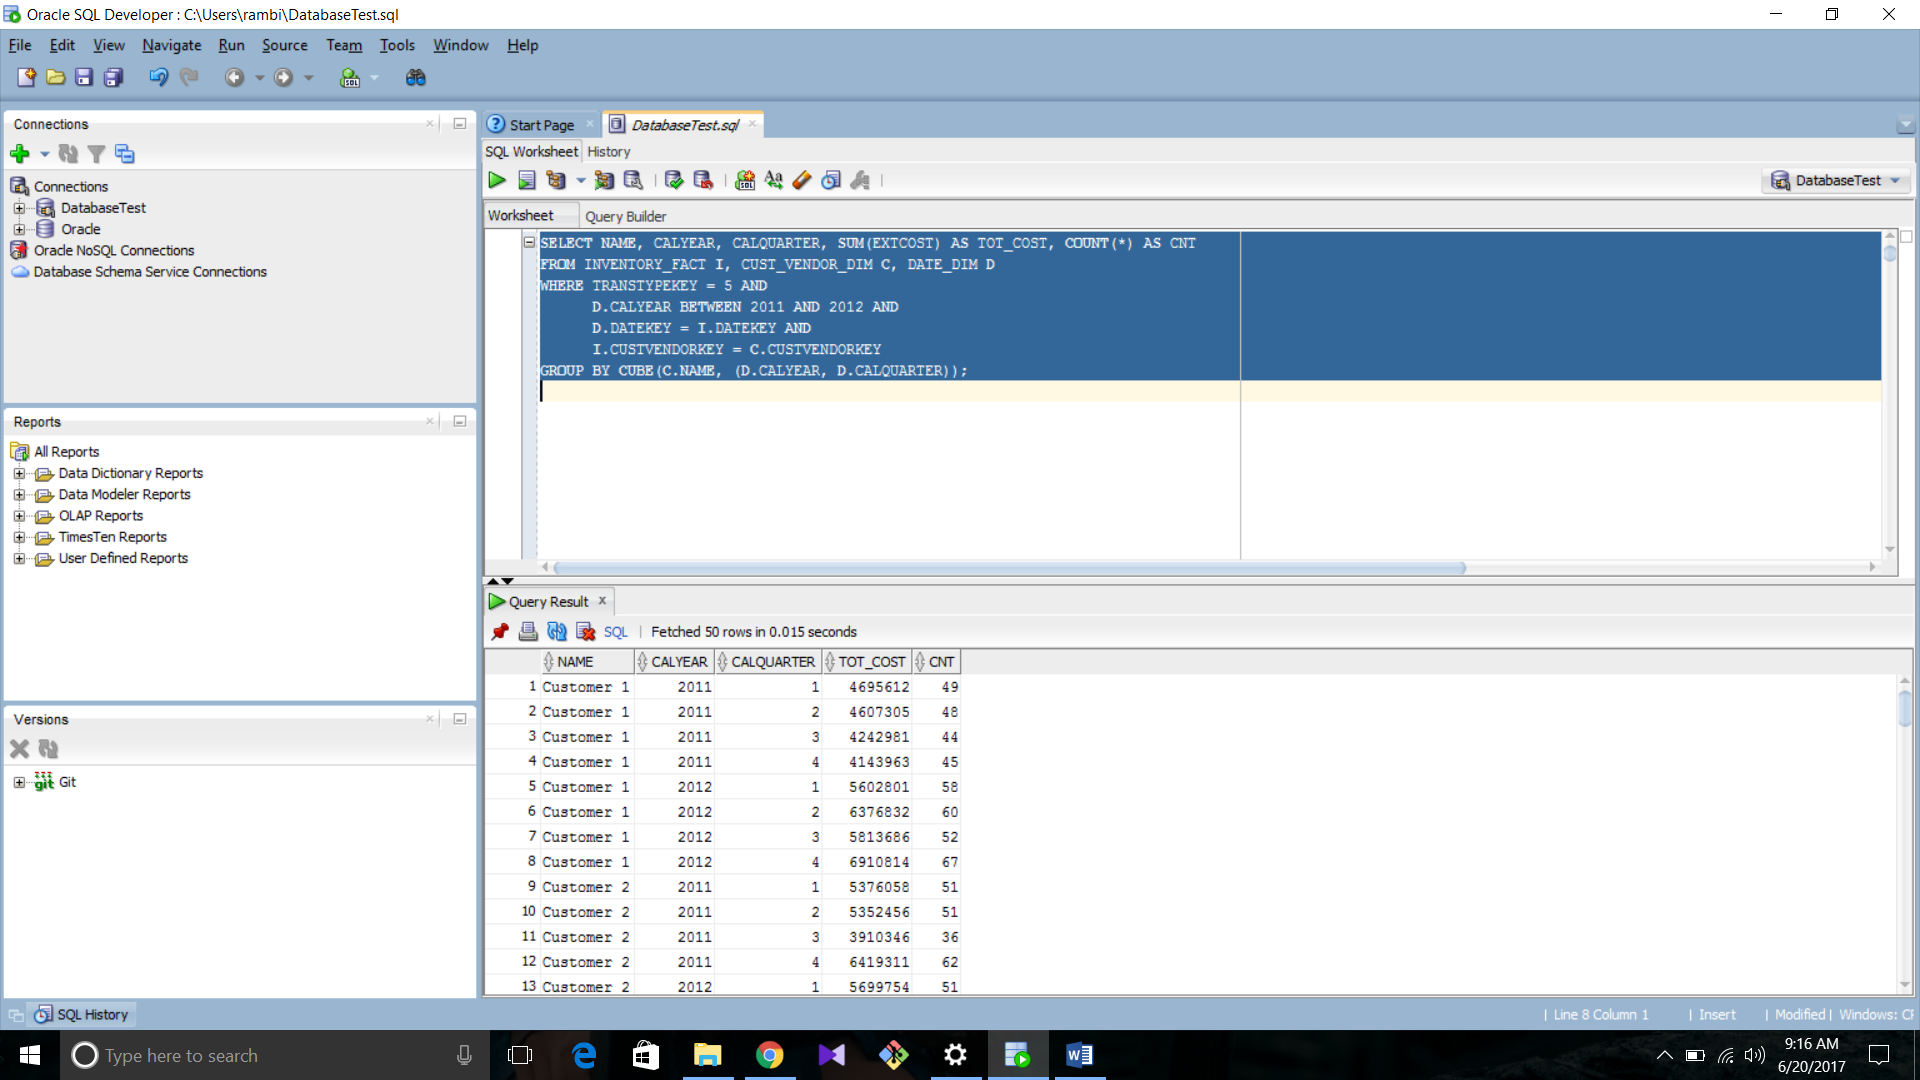 Oracle SQL Developer : C:\Users\rambi\DatabaseTest.sql
File Edit View Navigate Run Source Team Tools Window Help
Connections
Connections
DatabaseTest
Oracle
Oracle NoSQL Connections
Database Schema Service Connections
Reports
All Reports
Data Dictionary Reports
Data Modeler Reports
OLAP Reports
TimesTen Reports
User Defined Reports
Versions
git Git
Start Page DatabaseTest.sql
SQL Worksheet History
DatabaseTest
Worksheet Query Builder
SELECT NAME, CALYEAR, CALQUARTER, SUM(EXTCOST) AS TOT_COST, COUNT(*) AS CNT
FROM INVENTORY_FACT I, CUST_VENDOR_DIM C, DATE_DIM D
WHERE TRANSTYPEKEY = 5 AND
D.CALYEAR BETWEEN 2011 AND 2012 AND
D.DATEKEY = I.DATEKEY AND
I.CUSTVENDORKEY = C.CUSTVENDORKEY
GROUP BY CUBE(C.NAME, (D.CALYEAR, D.CALQUARTER));
Query Result
SQL | Fetched 50 rows in 0.015 seconds
NAME CALYEAR CALQUARTER TOT_COST CNT
1 Customer 1 2011 1 4695612 49
2 Customer 1 2011 2 4607305 48
3 Customer 1 2011 3 4242981 44
4 Customer 1 2011 4 4143963 45
5 Customer 1 2012 1 5602801 58
6 Customer 1 2012 2 6376832 60
7 Customer 1 2012 3 5813686 52
8 Customer 1 2012 4 6910814 67
9 Customer 2 2011 1 5376058 51
10 Customer 2 2011 2 5352456 51
11 Customer 2 2011 3 3910346 36
12 Customer 2 2011 4 6419311 62
13 Customer 2 2012 1 5699754 51
SQL History
| Line 8 Column 1 | Insert | Modified | Windows: CR
Type here to search
9:16 AM
6/20/2017